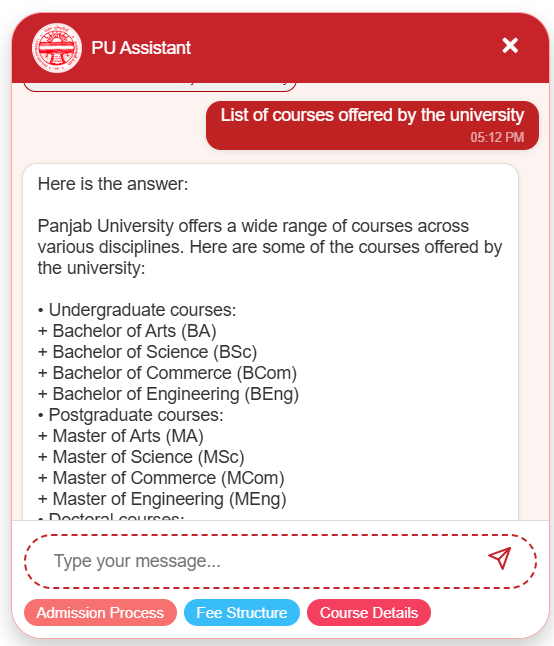 PU Assistant
List of courses offered by the university
05:12 PM
Here is the answer:
Panjab University offers a wide range of courses across
various disciplines. Here are some of the courses offered by
the university:
• Undergraduate courses:
+ Bachelor of Arts (BA)
+ Bachelor of Science (BSc)
+ Bachelor of Commerce (BCom)
+ Bachelor of Engineering (BEng)
• Postgraduate courses:
+ Master of Arts (MA)
+ Master of Science (MSc)
+ Master of Commerce (MCom)
+ Master of Engineering (MEng)
• Doctoral courses:
Type your message...
Admission Process
Fee Structure
Course Details